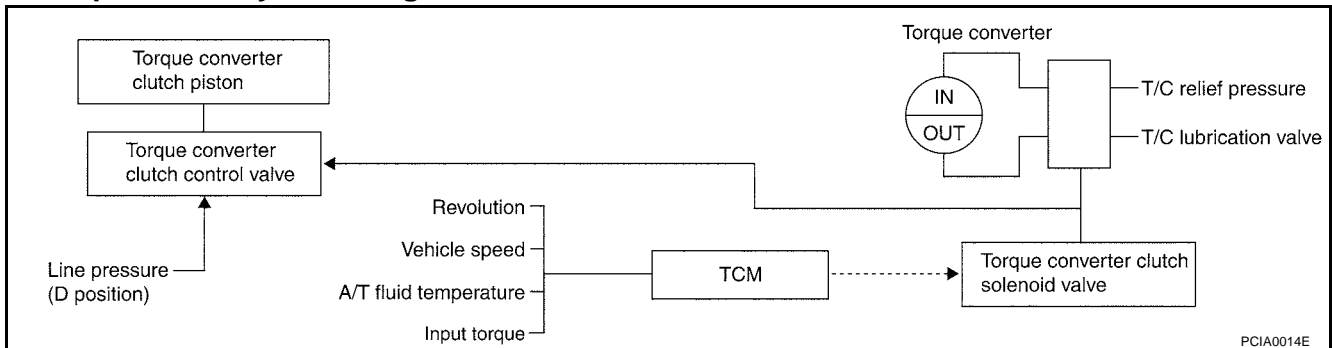 Torque converter
clutch piston
Torque converter
clutch control valve
Line pressure
(D position)
Revolution
Vehicle speed
A/T fluid temperature
Input torque
TCM
Torque converter
IN
OUT
T/C relief pressure
T/C lubrication valve
Torque converter clutch
solenoid valve
PCIA0014E